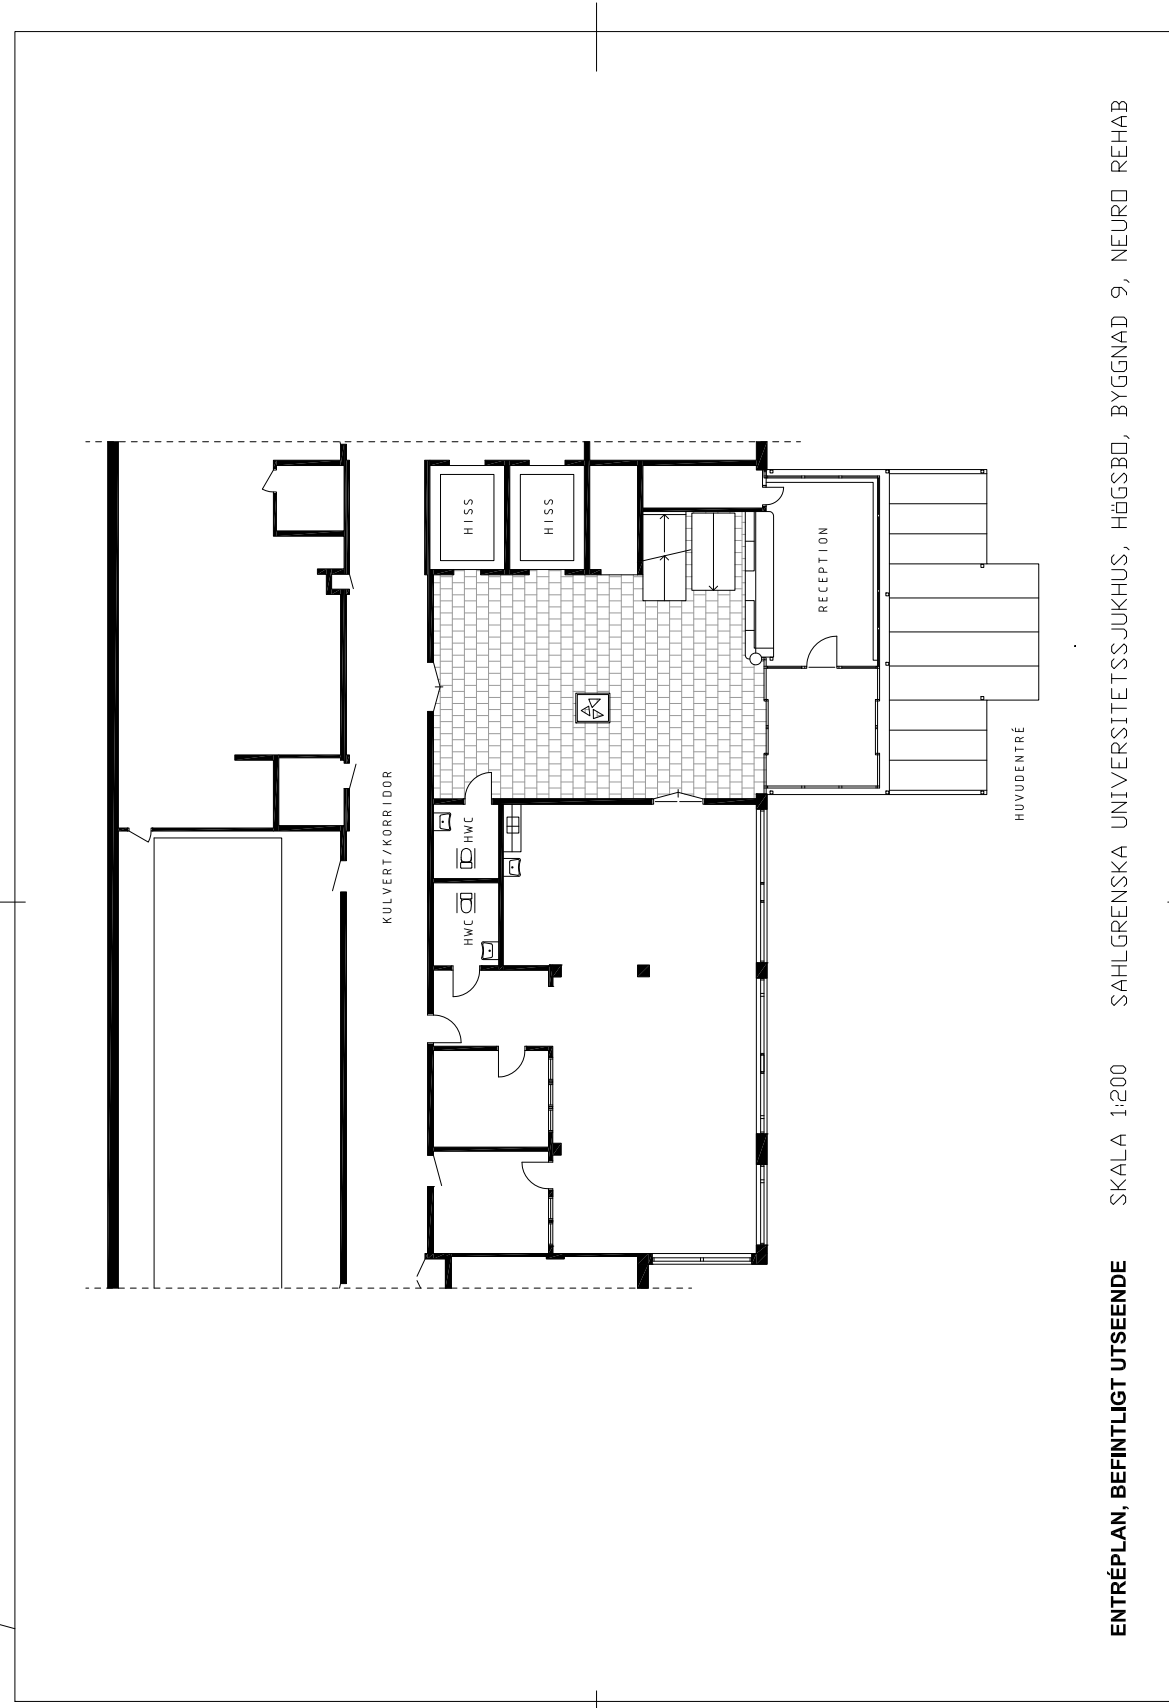 HISS
HISS
RECEPTION
KULVERT/KORRIDOR
HWC
HWC
HUVUDENTRÉ
ENTRÉPLAN, BEFINTLIGT UTSEENDE SKALA 1:200 SAHLGRENSKA UNIVERSITETSSJUKHUS, HÖGSBO, BYGGNAD 9, NEURO REHAB